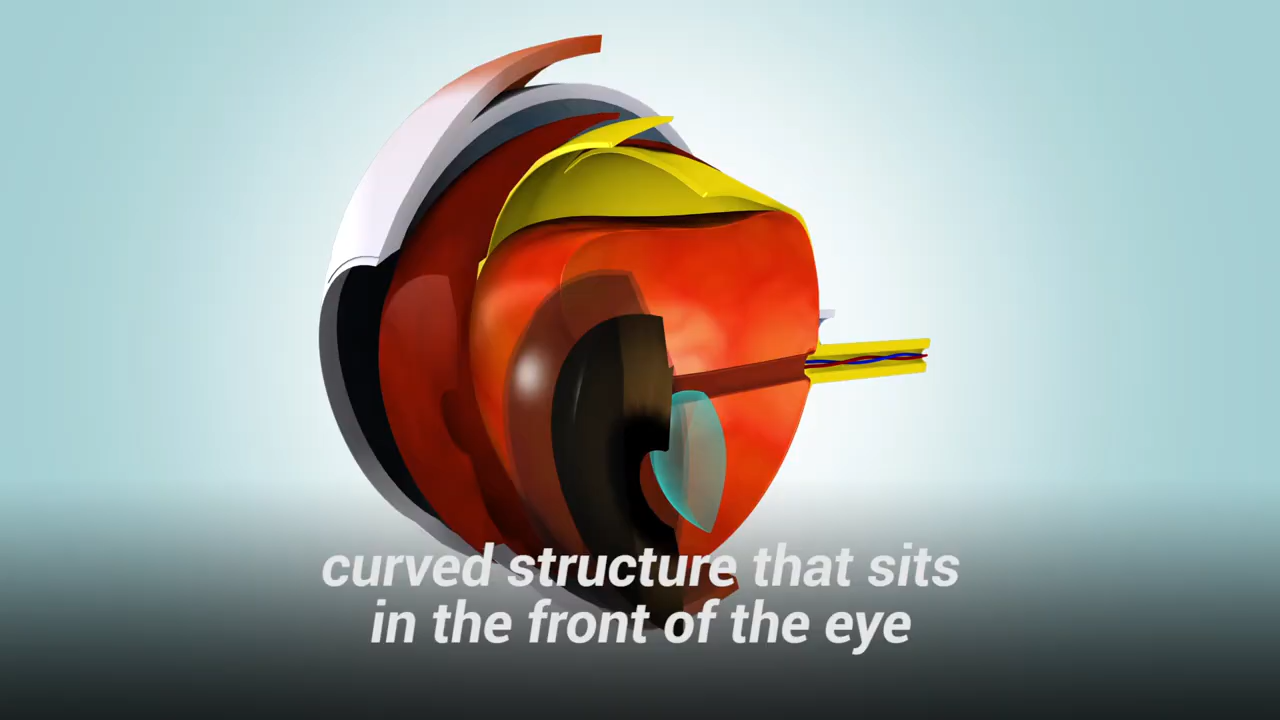 curved structure that sits
in the front of the eye